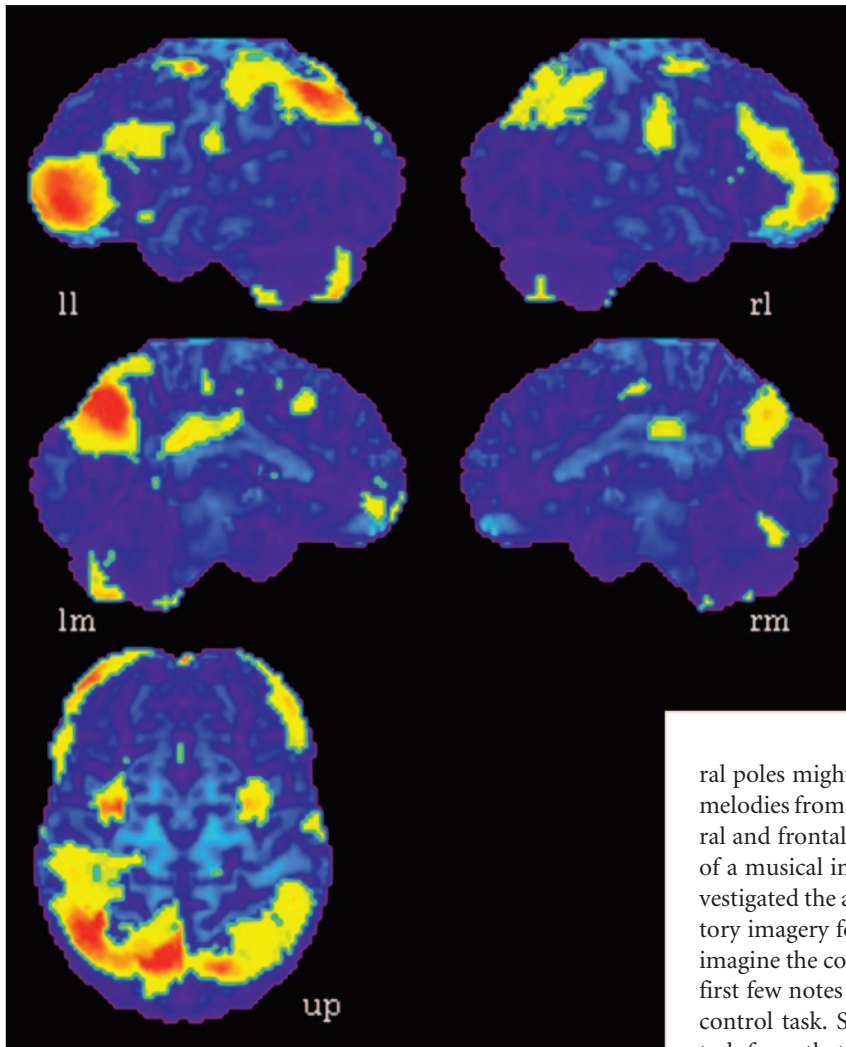 ll
rl
lm
rm
up
ral poles might
melodies from
ral and frontal
of a musical in
vestigated the a
tory imagery fo
imagine the co
first few notes
control task. S